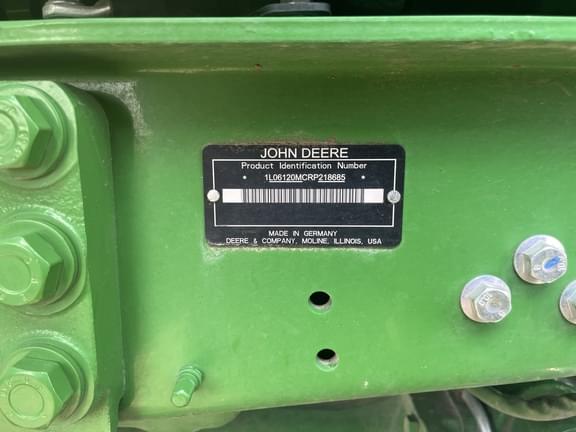 JOHN DEERE
Product Identification Number
* 1L06120MCRP218685 *
MADE IN GERMANY
DEERE & COMPANY, MOLINE, ILLINOIS, USA